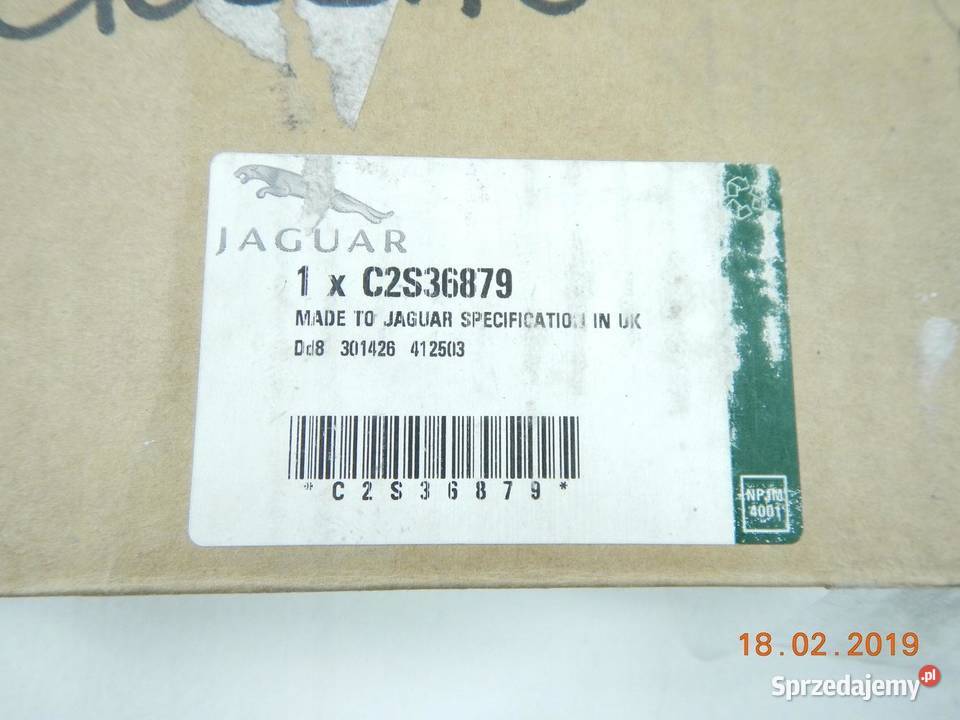 JAGUAR
1 x C2S36879
MADE TO JAGUAR SPECIFICATION IN UK
Dd8 301426 412503
*C2S36879*
NPJM
4001
18.02.2019
Sprzedajemy.pl